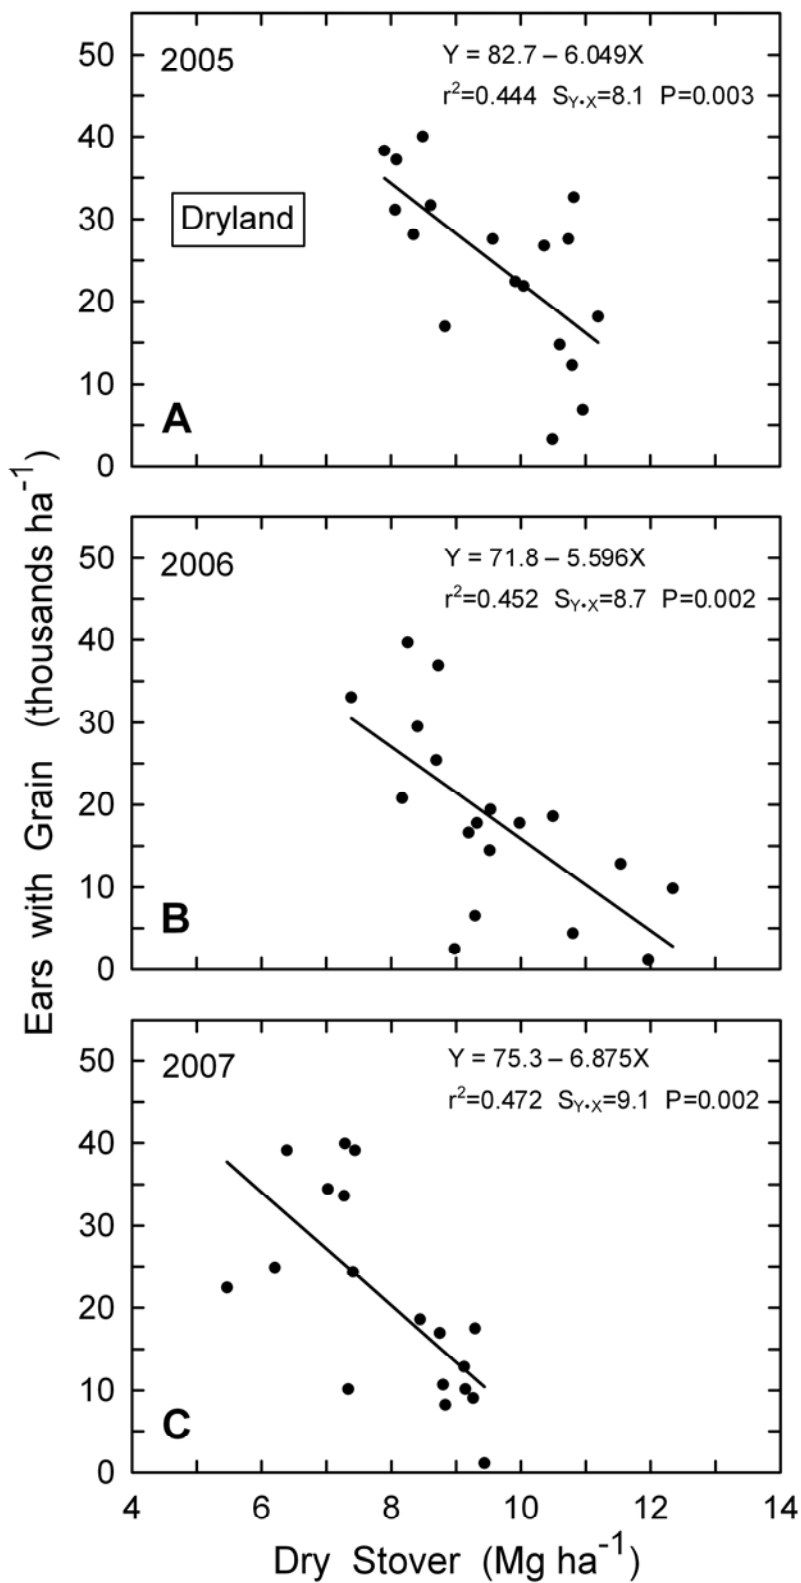 2005
Y = 82.7 – 6.049X
r²=0.444 S_Y•X=8.1 P=0.003
Dryland
A
50
40
30
20
10
0
2006
Y = 71.8 – 5.596X
r²=0.452 S_Y•X=8.7 P=0.002
B
50
40
30
20
10
0
2007
Y = 75.3 – 6.875X
r²=0.472 S_Y•X=9.1 P=0.002
C
50
40
30
20
10
0
4 6 8 10 12 14
Dry Stover (Mg ha⁻¹)
Ears with Grain (thousands ha⁻¹)